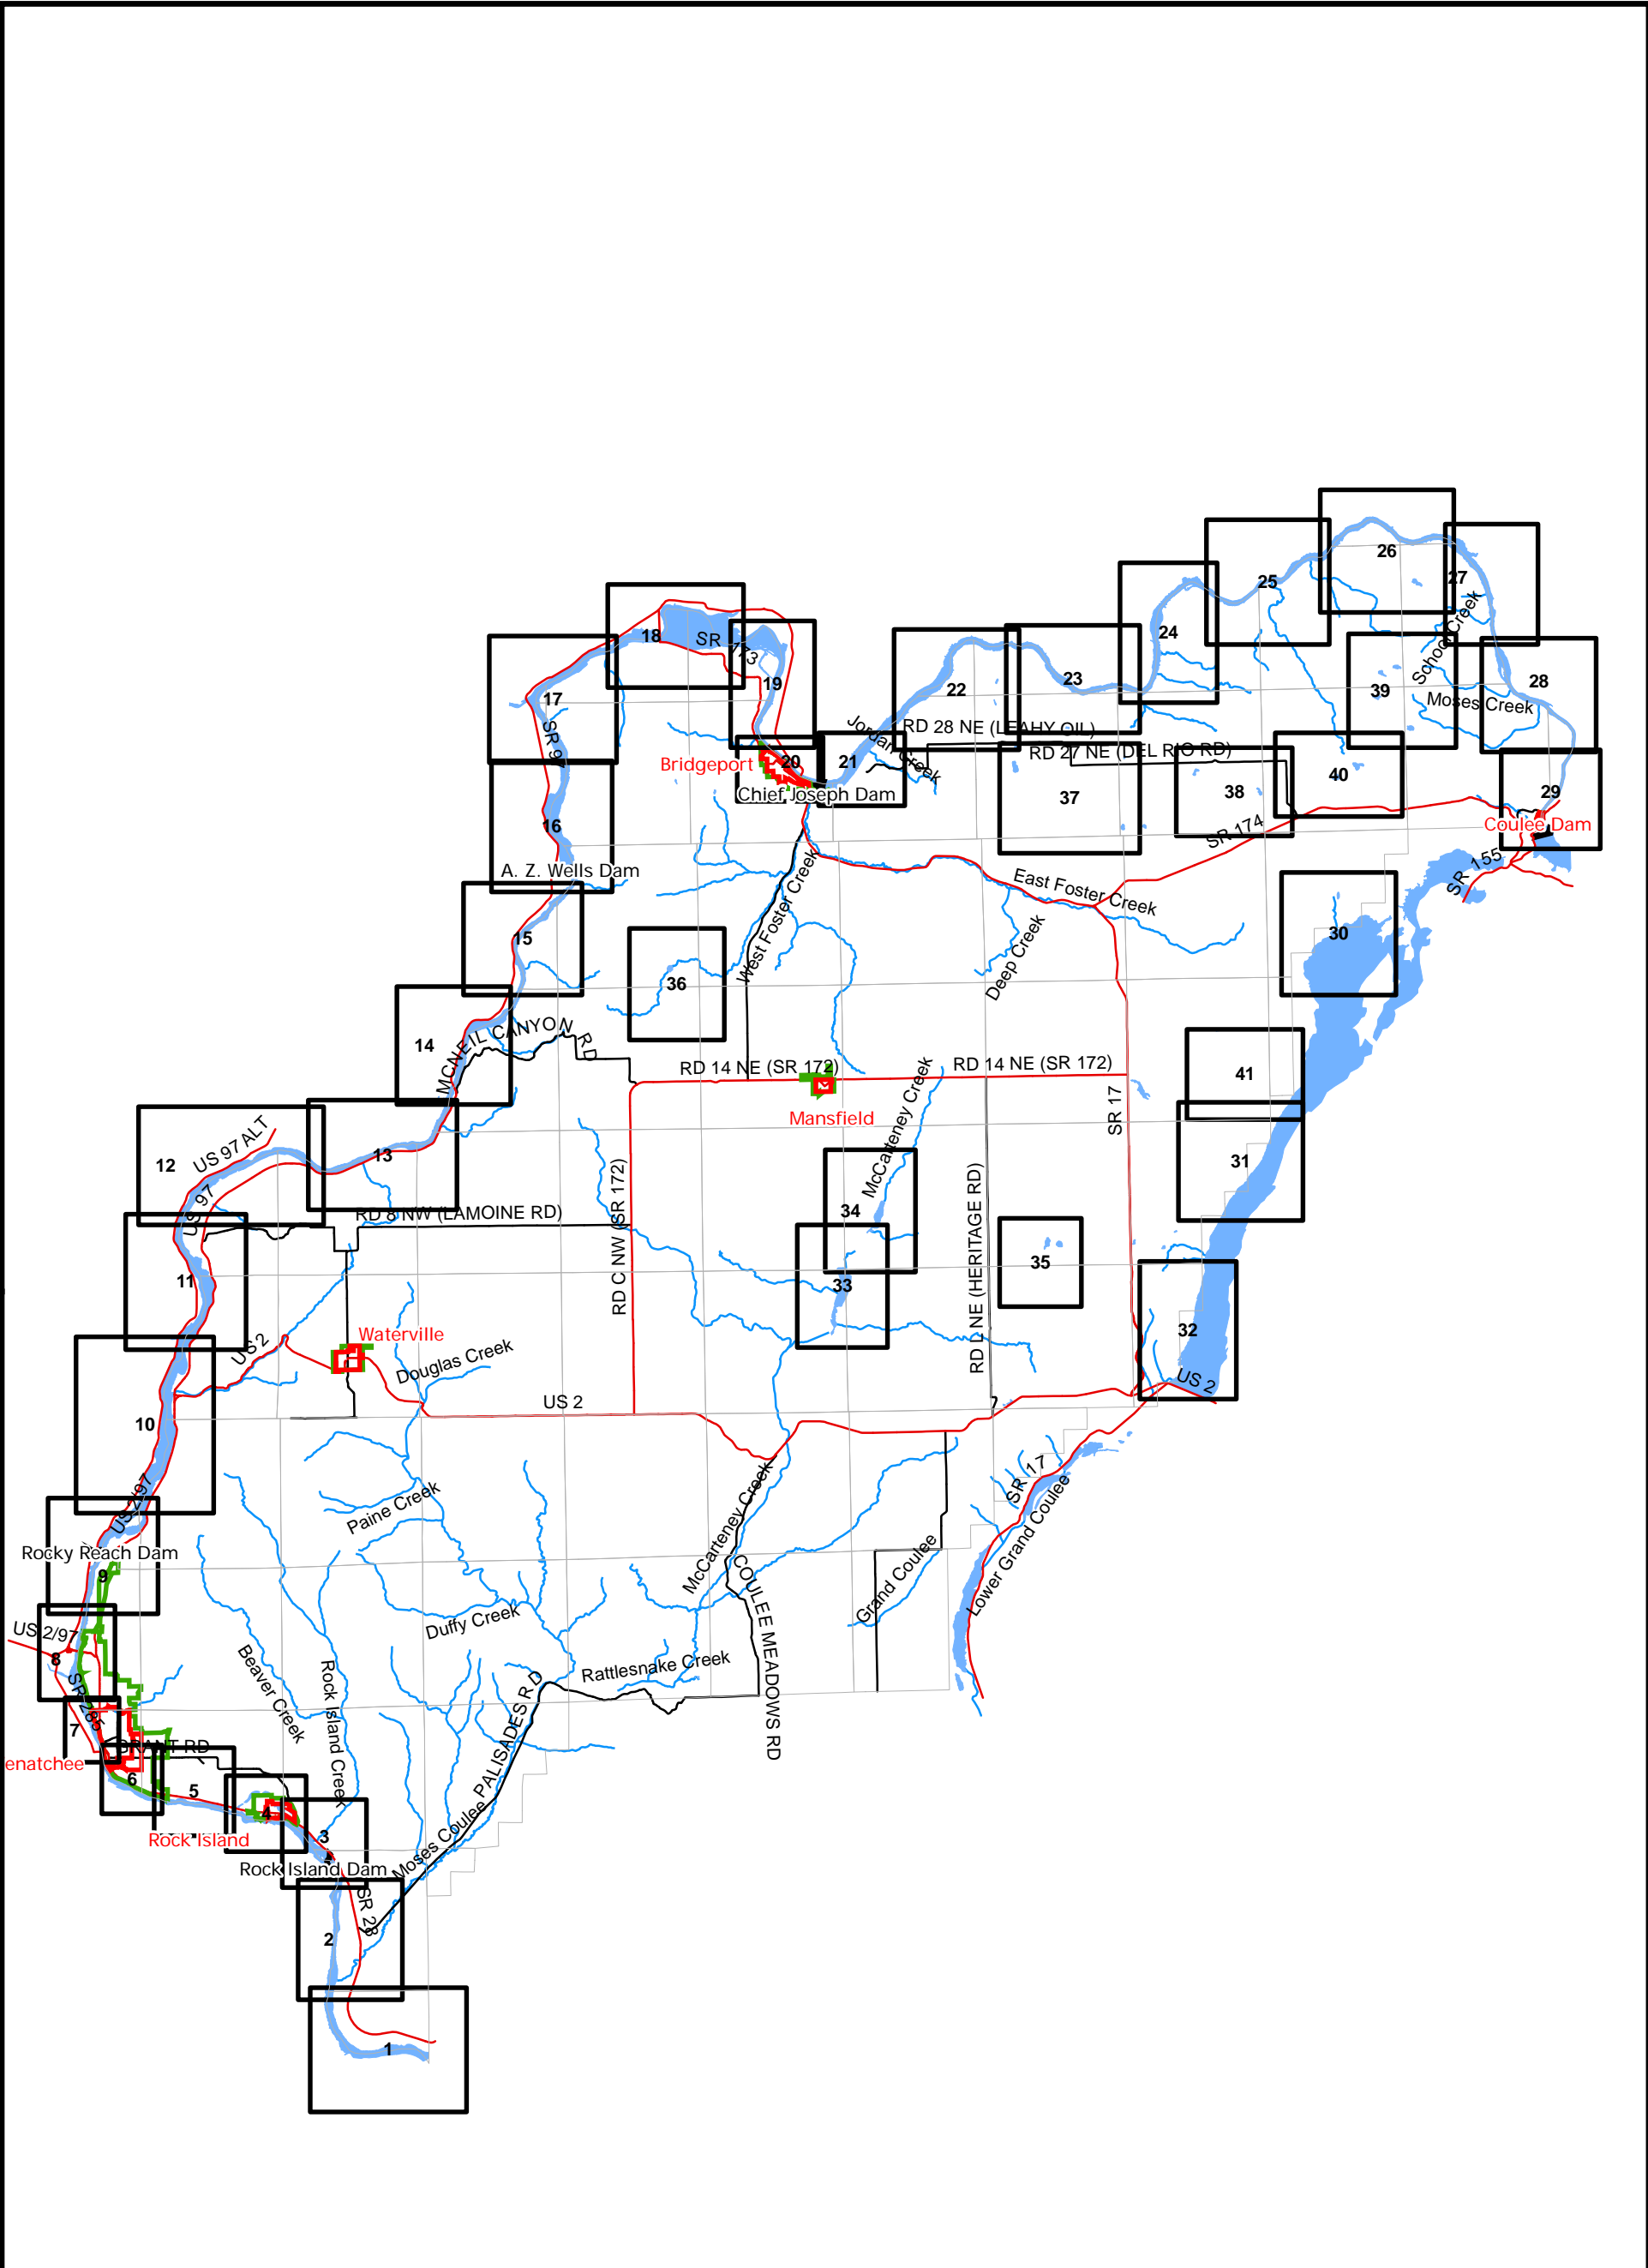 26
25
27
24
18
SR 173
School Creek
19
23
22
39
28
17
Moses Creek
SR 97
Jordan Creek
RD 28 NE (LEAHY OIL)
RD 27 NE (DEL RIO RD)
Bridgeport
20
21
40
37
38
29
Chief Joseph Dam
16
SR 174
Coulee Dam
A. Z. Wells Dam
SR 155
East Foster Creek
West Foster Creek
30
15
Deep Creek
36
14
MCNEIL CANYON RD
RD 14 NE (SR 172)
RD 14 NE (SR 172)
41
Mansfield
McCarteney Creek
SR 17
US 97 ALT
12
13
31
US 97
34
RD 8 NW (LAMOINE RD)
RD C NW (SR 172)
RD L NE (HERITAGE RD)
35
11
33
Waterville
US 2
32
Douglas Creek
US 2
US 2
10
SR 17
US 2/97
Paine Creek
McCarteney Creek
Lower Grand Coulee
Rocky Reach Dam
9
Grand Coulee
COULEE MEADOWS RD
Duffy Creek
US 2/97
8
Beaver Creek
Rock Island Creek
Rattlesnake Creek
SR 285
PALISADES RD
7
GRANT RD
enatchee
6
5
4
Rock Island
3
Moses Coulee
Rock Island Dam
SR 28
2
1